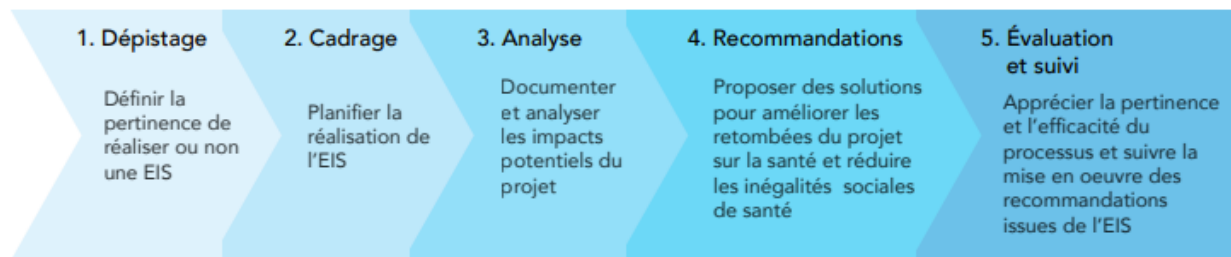 1. Dépistage
Définir la
pertinence de
réaliser ou non
une EIS
2. Cadrage
Planifier la
réalisation de
l'EIS
3. Analyse
Documenter
et analyser
les impacts
potentiels du
projet
4. Recommandations
Proposer des solutions
pour améliorer les
retombées du projet
sur la santé et réduire
les inégalités sociales
de santé
5. Évaluation
et suivi
Apprécier la pertinence
et l'efficacité du
processus et suivre la
mise en oeuvre des
recommandations
issues de l'EIS